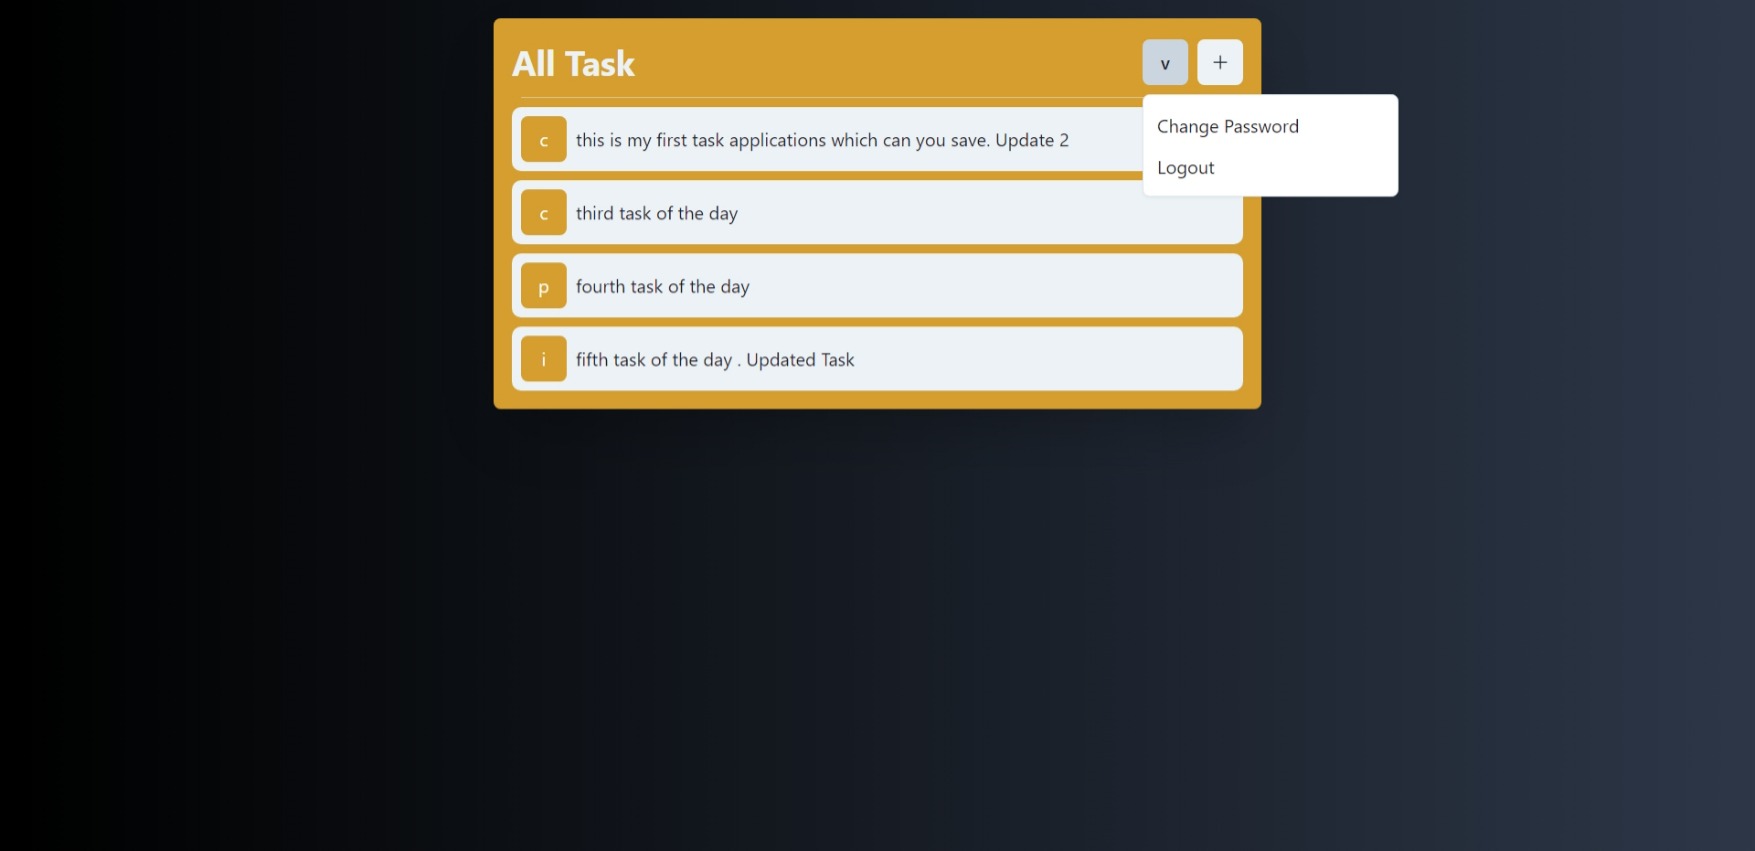 All Task
v
+
Change Password
Logout
c
this is my first task applications which can you save. Update 2
c
third task of the day
p
fourth task of the day
i
fifth task of the day . Updated Task